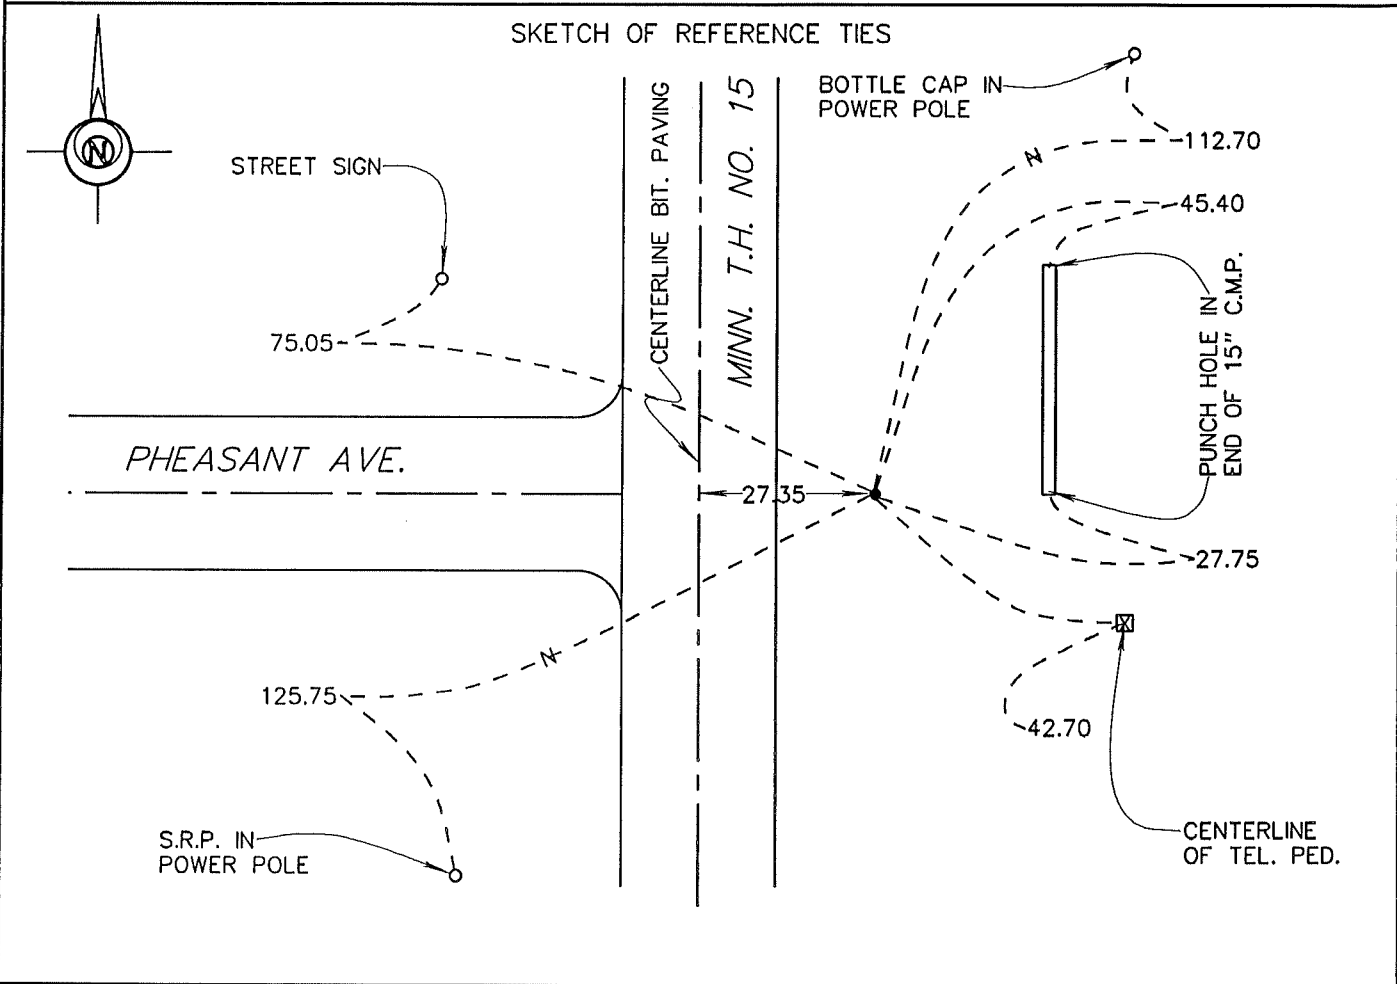 SKETCH OF REFERENCE TIES
N
BOTTLE CAP IN
POWER POLE
112.70
N
STREET SIGN
45.40
CENTERLINE BIT. PAVING
MINN. T.H. NO. 15
PUNCH HOLE IN
END OF 15" C.M.P.
75.05
PHEASANT AVE.
27.35
27.75
N
125.75
42.70
S.R.P. IN
POWER POLE
CENTERLINE
OF TEL. PED.